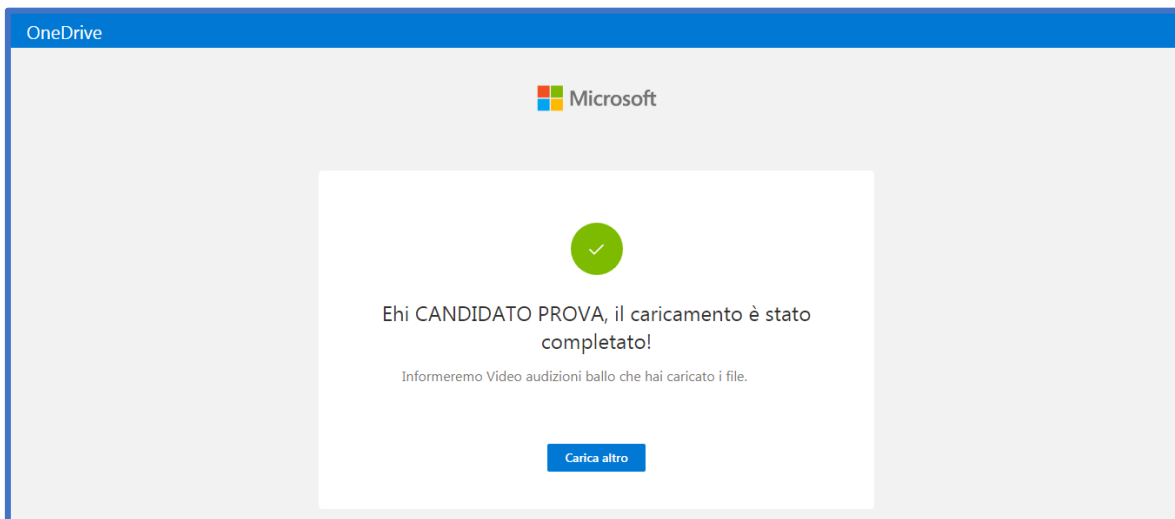 OneDrive
Microsoft
Ehi CANDIDATO PROVA, il caricamento è stato
completato!
Informeremo Video audizioni ballo che hai caricato i file.
Carica altro